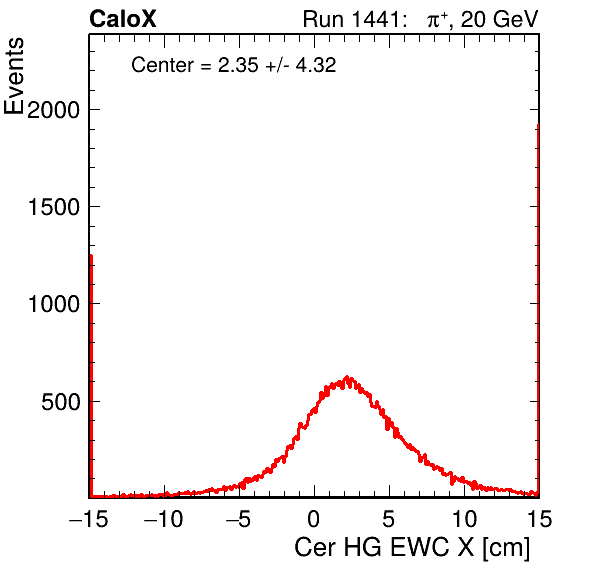 CaloX Run 1441: π⁺, 20 GeV
Center = 2.35 +/- 4.32
Events
2000
1500
1000
500
−15 −10 −5 0 5 10 15
Cer HG EWC X [cm]